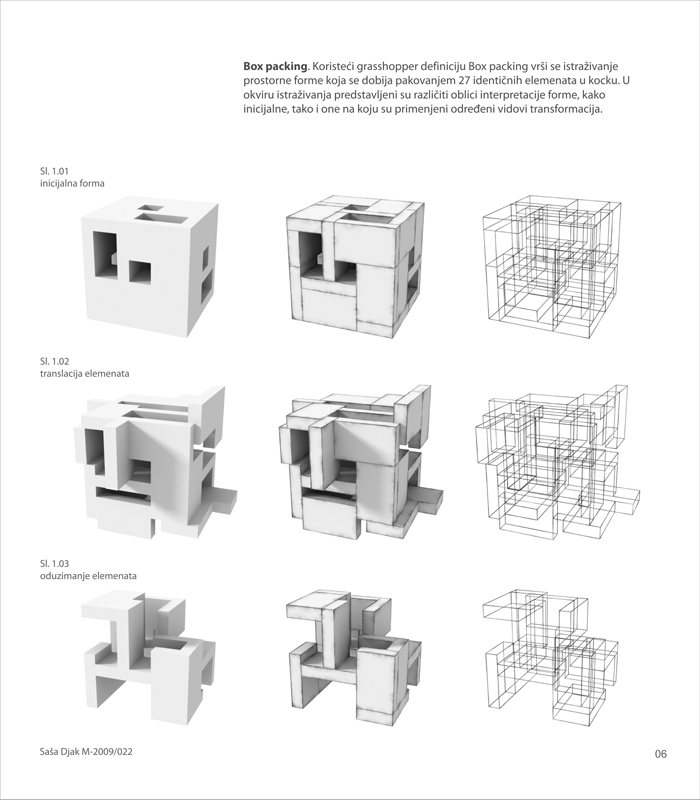 Box packing. Koristeći grasshopper definiciju Box packing vrši se istraživanje
prostorne forme koja se dobija pakovanjem 27 identičnih elemenata u kocku. U
okviru istraživanja predstavljeni su različiti oblici interpretacije forme, kako
inicijalne, tako i one na koju su primenjeni određeni vidovi transformacija.
Sl. 1.01
inicijalna forma
Sl. 1.02
translacija elemenata
Sl. 1.03
oduzimanje elemenata
Saša Djak M-2009/022
06